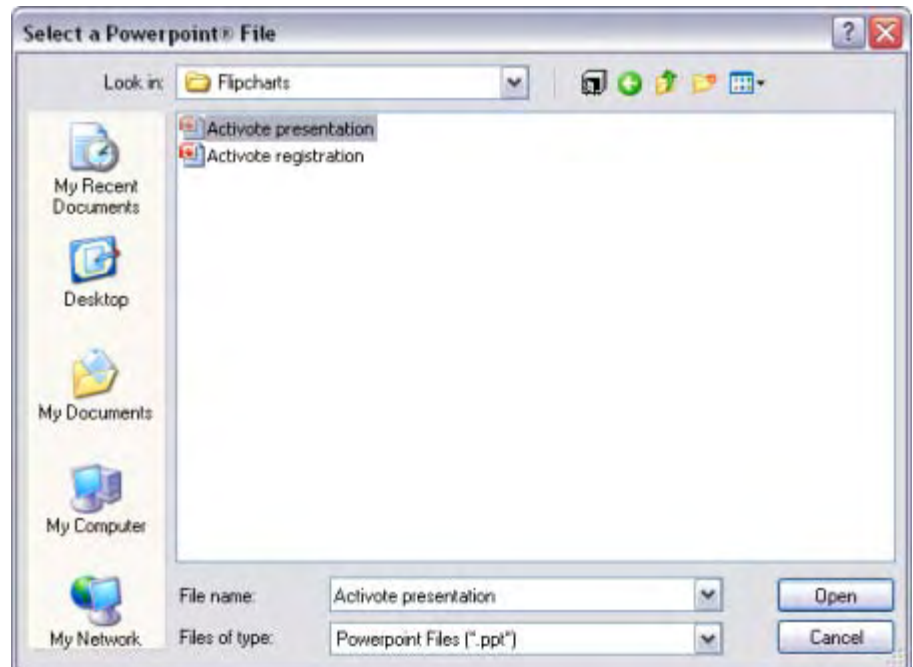 Select a Powerpoint® File
?
Look in:
Flipcharts
Activote presentation
Activote registration
My Recent
Documents
Desktop
My Documents
My Computer
My Network
File name:
Activote presentation
Open
Files of type:
Powerpoint Files (*.ppt*)
Cancel